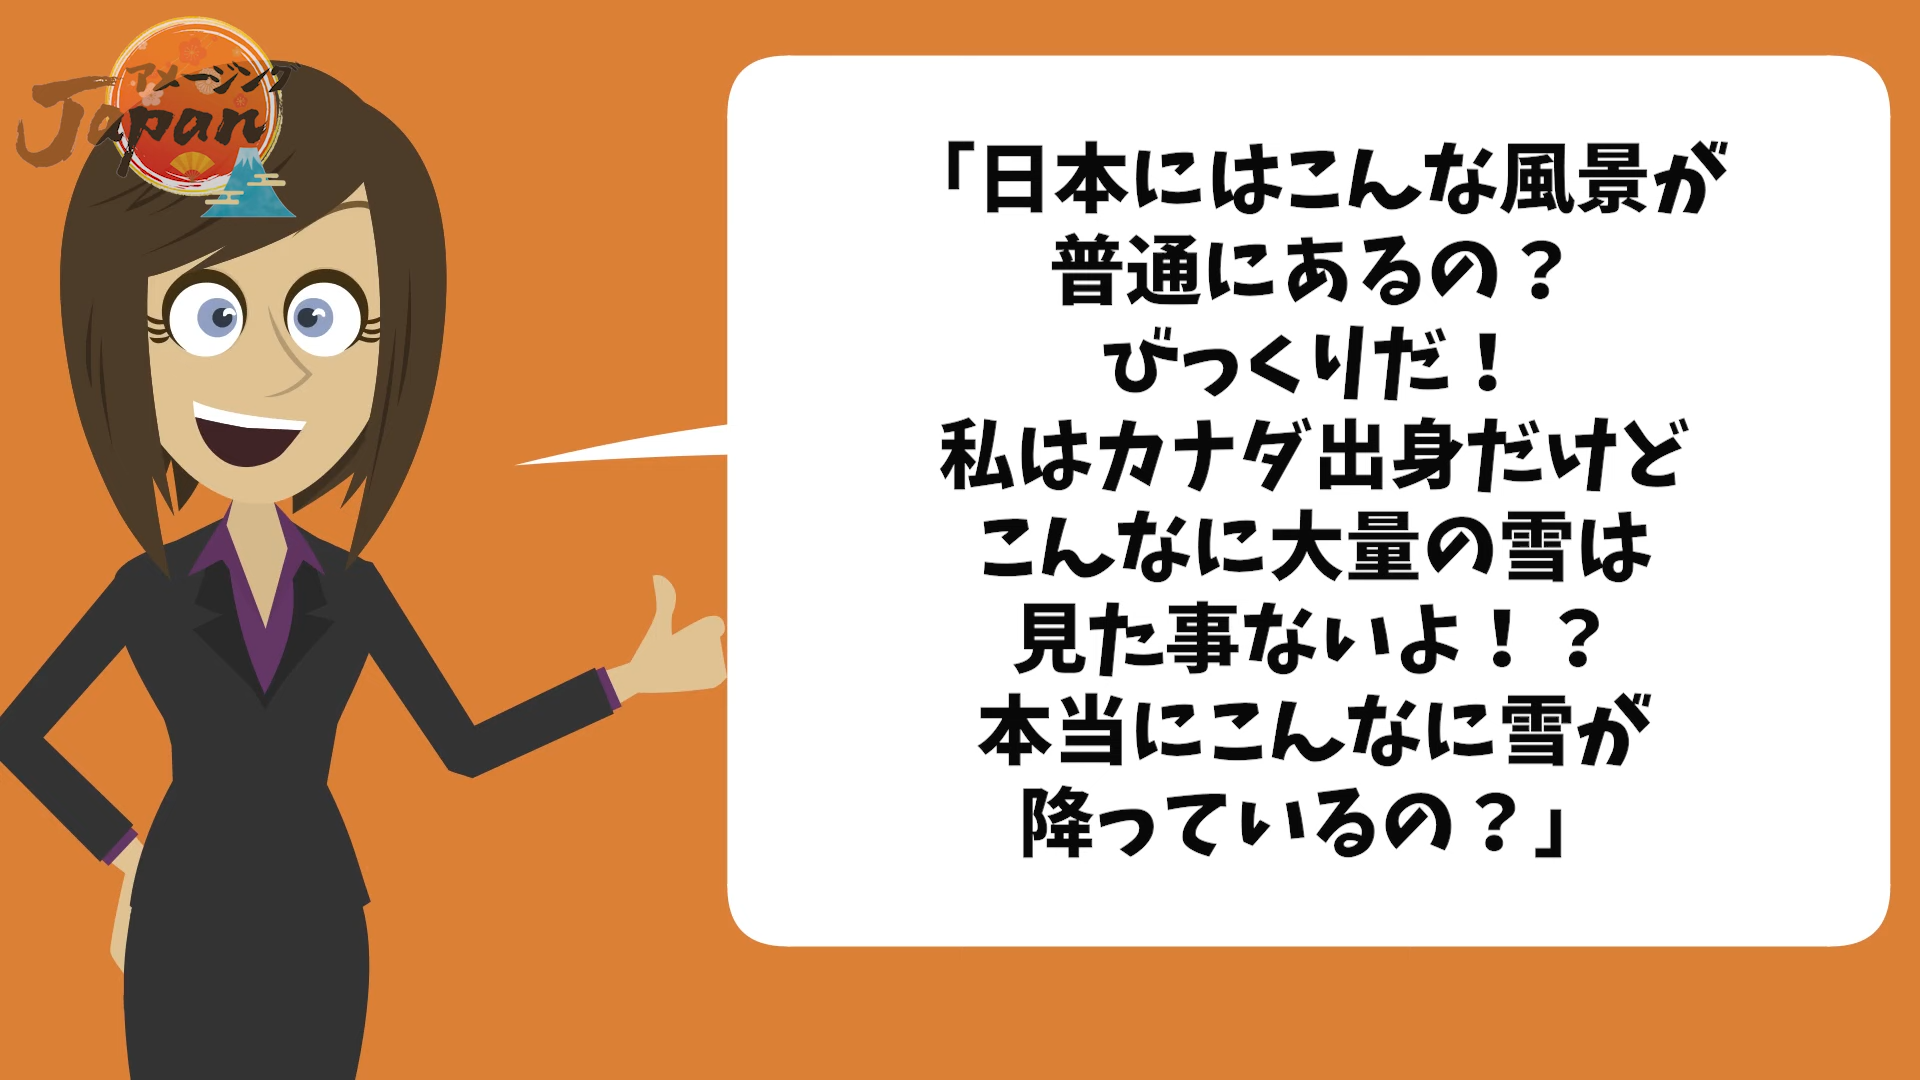 アメージング
Japan
「日本にはこんな風景が
普通にあるの？
びっくりだ！
私はカナダ出身だけど
こんなに大量の雪は
見た事ないよ！？
本当にこんなに雪が
降っているの？」